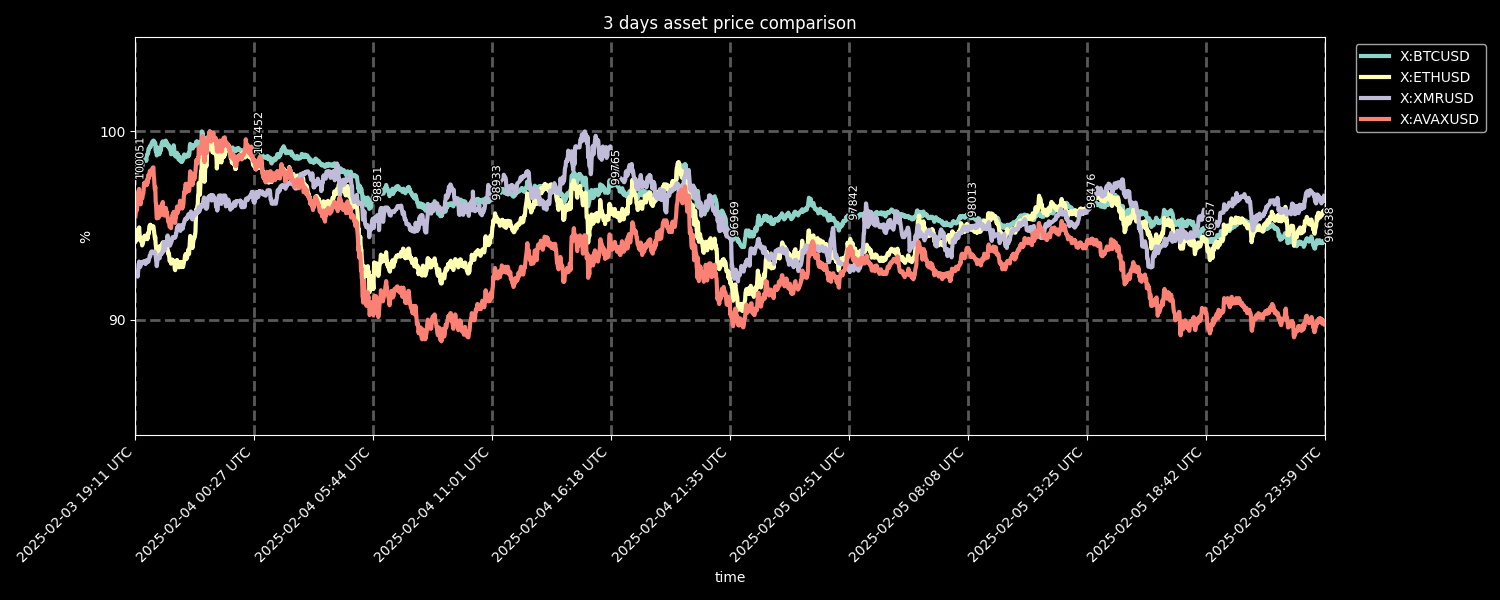 3 days asset price comparison
X:BTCUSD
X:ETHUSD
X:XMRUSD
X:AVAXUSD
%
100
90
100051
101452
98851
98933
99765
96969
97842
98013
98476
96957
96638
2025-02-03 19:11 UTC
2025-02-04 00:27 UTC
2025-02-04 05:44 UTC
2025-02-04 11:01 UTC
2025-02-04 16:18 UTC
2025-02-04 21:35 UTC
2025-02-05 02:51 UTC
2025-02-05 08:08 UTC
2025-02-05 13:25 UTC
2025-02-05 18:42 UTC
2025-02-05 23:59 UTC
time